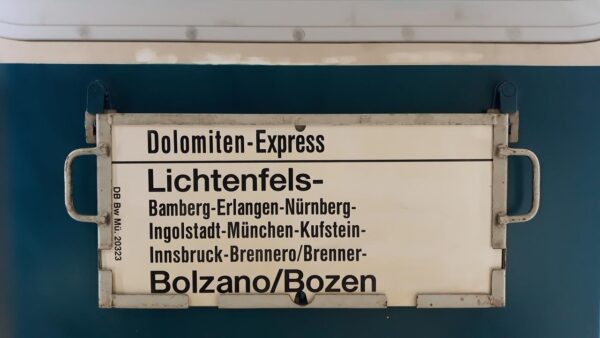 Dolomiten-Express
Lichtenfels-
Bamberg-Erlangen-Nürnberg-
Ingolstadt-München-Kufstein-
Innsbruck-Brennero/Brenner-
Bolzano/Bozen
DB Bw Mü. 20323